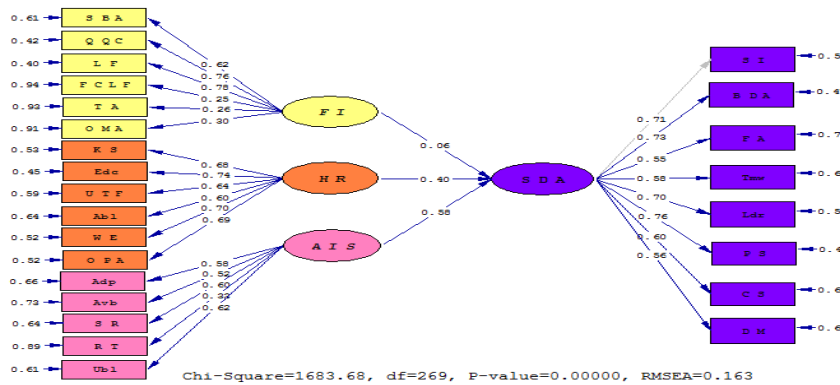 0.61 S B A
0.42 Q Q C
0.40 L F
0.94 F C L F
0.93 T A
0.91 O M A
0.53 K S
0.45 Edc
0.59 U T F
0.64 Abl
0.52 W E
0.52 O P A
0.66 Adp
0.73 Avb
0.64 S R
0.89 R T
0.61 Ubl
0.62
0.76
0.78
0.25
0.26
0.30
0.68
0.74
0.64
0.60
0.70
0.69
0.58
0.52
0.60
0.33
0.62
F I
H R
A I S
0.06
0.40
0.58
S D A
0.71
0.73
0.55
0.58
0.70
0.76
0.60
0.56
S I
B D A
F A
Ldr
P S
C S
D M
Chi-Square=1683.68, df=269, P-value=0.00000, RMSEA=0.163